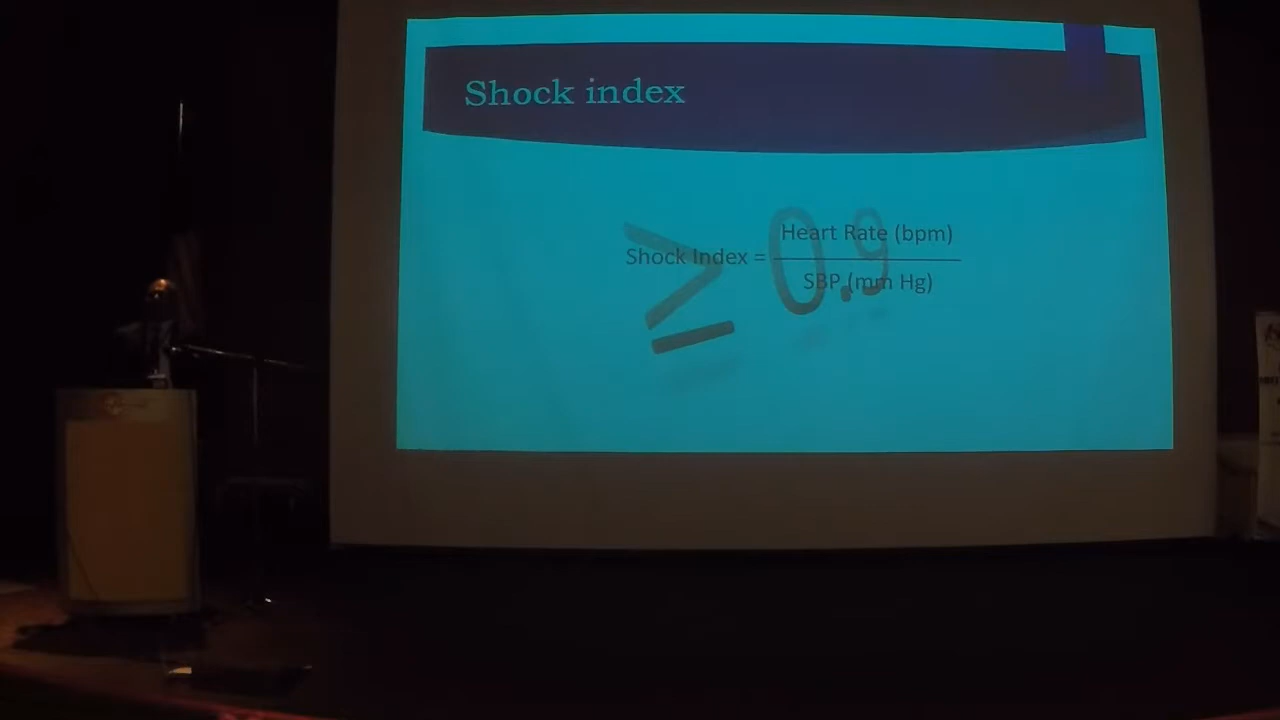 Shock index
Shock Index = Heart Rate (bpm)
SBP (mm Hg)
≥ 0.9